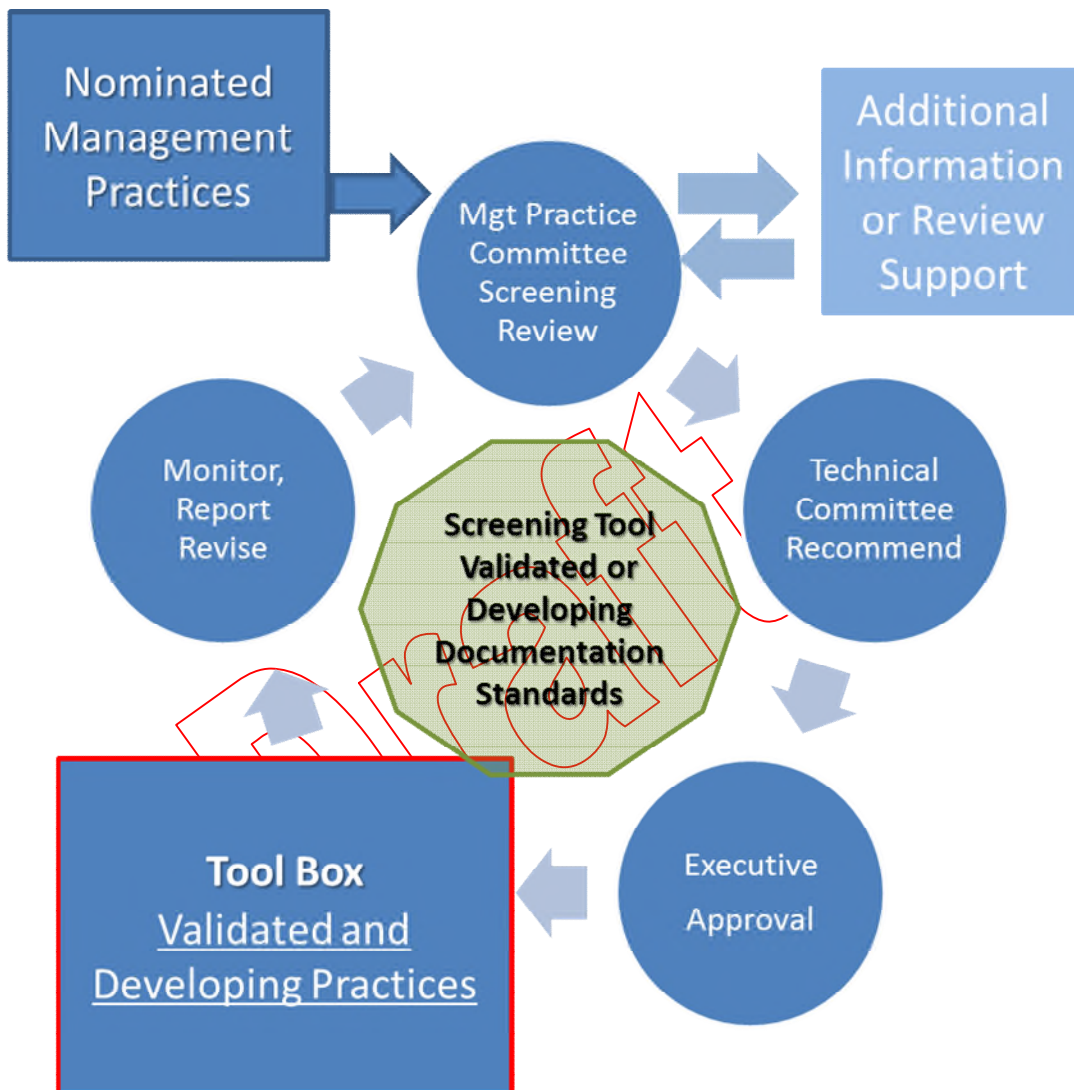 Nominated
Management
Practices
Additional
Information
or Review
Support
Mgt Practice
Committee
Screening
Review
Technical
Committee
Recommend
Executive
Approval
Tool Box
Validated and
Developing Practices
Monitor,
Report
Revise
Screening Tool
Validated or
Developing
Documentation
Standards
Draft